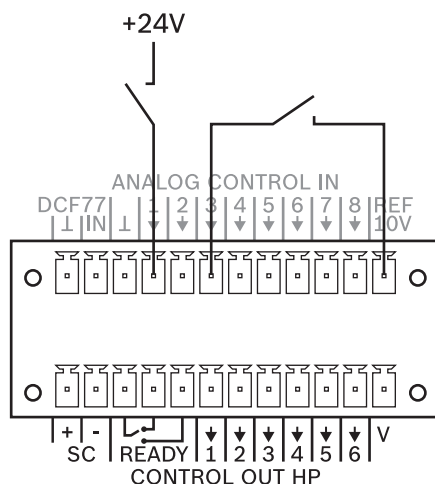 +24V
ANALOG CONTROL IN
DCF77 1 2 3 4 5 6 7 8 REF
⊥ IN ⊥ ↓ ↓ ↓ ↓ ↓ ↓ ↓ ↓ 10V
+ - ↓ ↓ ↓ ↓ ↓ ↓ V
SC READY 1 2 3 4 5 6
CONTROL OUT HP